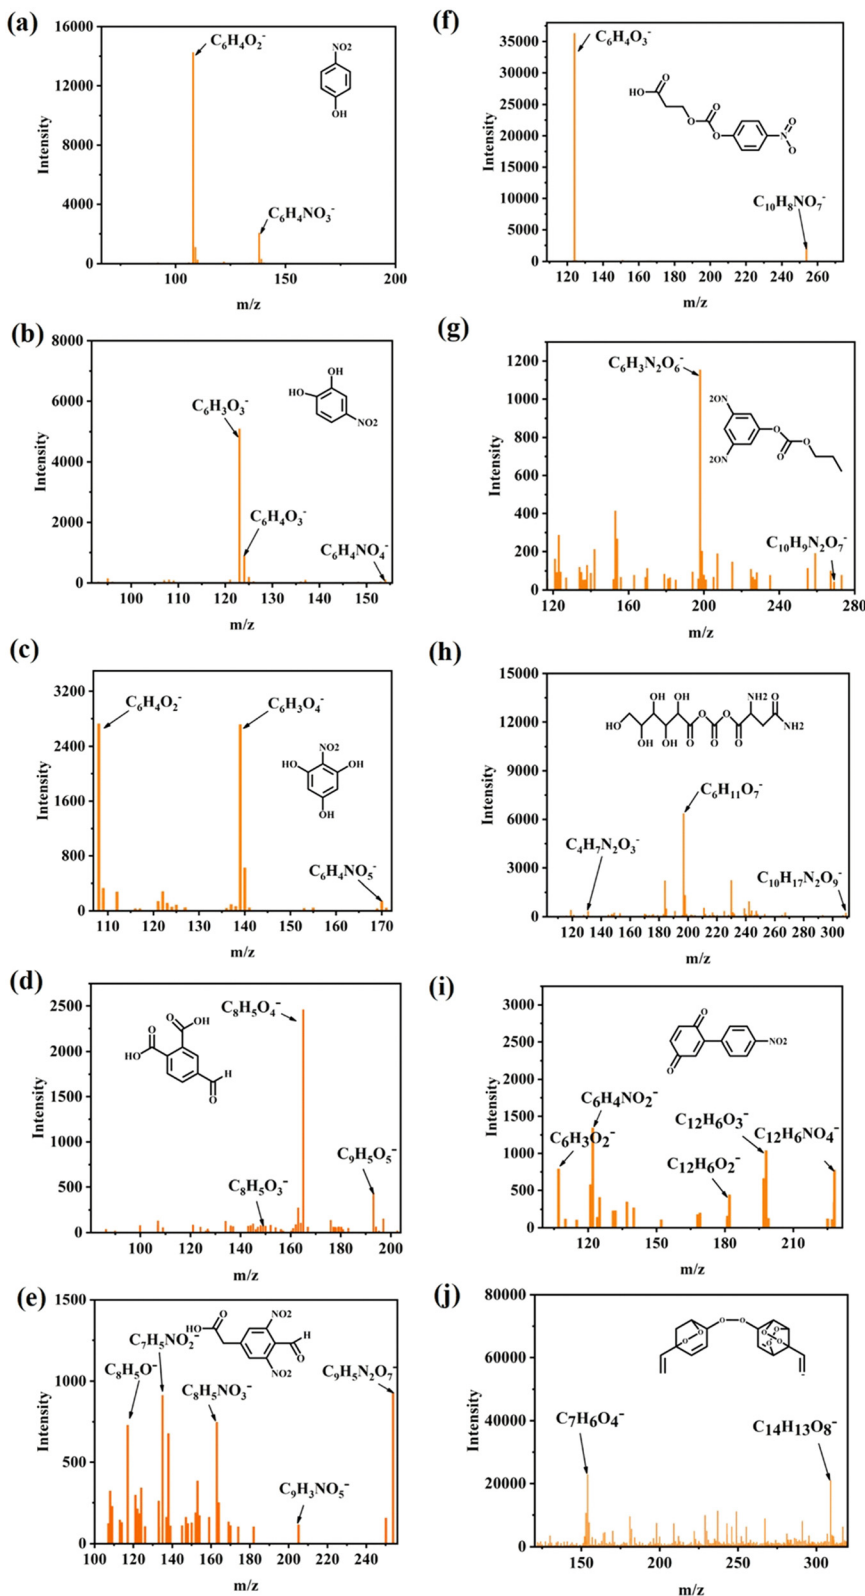 (a)
16000
12000
8000
4000
0
Intensity
C₆H₄O₂⁻
C₆H₄NO₃⁻
NO2
OH
100
150
200
m/z
(b)
8000
6000
4000
2000
0
Intensity
C₆H₃O₃⁻
C₆H₄O₃⁻
C₆H₄NO₄⁻
OH
HO
NO2
100
110
120
130
140
150
m/z
(c)
3200
2400
1600
800
0
Intensity
C₆H₄O₂⁻
C₆H₃O₄⁻
C₆H₄NO₅⁻
NO2
HO
OH
OH
110
120
130
140
150
160
170
m/z
(d)
2500
2000
1500
1000
500
0
Intensity
C₈H₅O₄⁻
C₈H₅O₃⁻
C₉H₅O₅⁻
O
OH
O
HO
H
O
80
100
120
140
160
180
200
m/z
(e)
1500
1000
500
0
Intensity
C₈H₅O⁻
C₇H₅NO₂⁻
C₈H₅NO₃⁻
C₉H₃NO₅⁻
C₉H₅N₂O₇⁻
O
HO
NO2
H
O
NO2
100
120
140
160
180
200
220
240
m/z
(f)
35000
30000
25000
20000
15000
10000
5000
0
Intensity
C₆H₄O₃⁻
C₁₀H₈NO₇⁻
O
HO
O
O
O
N
O
O
120
140
160
180
200
220
240
260
m/z
(g)
1200
1000
800
600
400
200
0
Intensity
C₆H₃N₂O₆⁻
C₁₀H₉N₂O₇⁻
2ON
2ON
O
O
O
120
160
200
240
280
m/z
(h)
15000
12000
9000
6000
3000
0
Intensity
C₄H₇N₂O₃⁻
C₆H₁₁O₇⁻
C₁₀H₁₇N₂O₉⁻
OH OH
NH2
O
O
O
HO
NH2
OH
OH
O
O
O
120
140
160
180
200
220
240
260
280
300
m/z
(i)
3000
2500
2000
1500
1000
500
0
Intensity
C₆H₃O₂⁻
C₆H₄NO₂⁻
C₁₂H₆O₃⁻
C₁₂H₆O₂⁻
C₁₂H₆NO₄⁻
O
NO2
O
120
150
180
210
m/z
(j)
80000
60000
40000
20000
0
Intensity
C₇H₆O₄⁻
C₁₄H₁₃O₈⁻
150
200
250
300
m/z